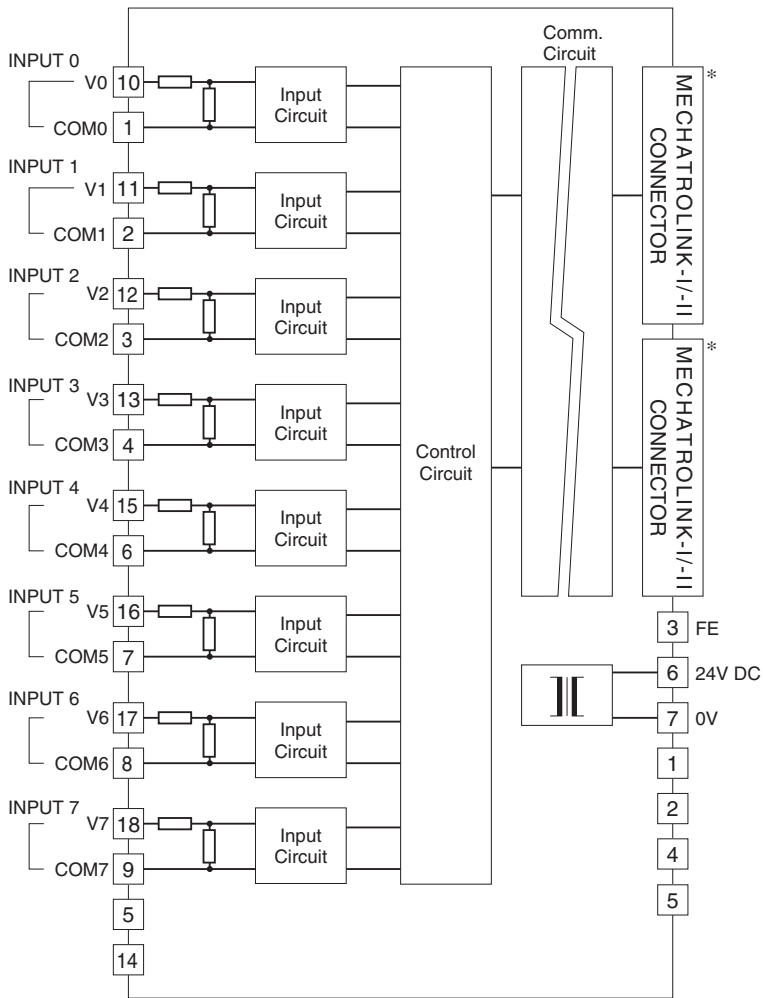 Comm.
Circuit
INPUT 0
V0 10
COM0 1
Input
Circuit
INPUT 1
V1 11
COM1 2
Input
Circuit
INPUT 2
V2 12
COM2 3
Input
Circuit
INPUT 3
V3 13
COM3 4
Input
Circuit
INPUT 4
V4 15
COM4 6
Input
Circuit
INPUT 5
V5 16
COM5 7
Input
Circuit
INPUT 6
V6 17
COM6 8
Input
Circuit
INPUT 7
V7 18
COM7 9
Input
Circuit
5
14
Control
Circuit
MECHATROLINK-I/-II
CONNECTOR
*
MECHATROLINK-I/-II
CONNECTOR
*
3 FE
6 24V DC
7 0V
1
2
4
5